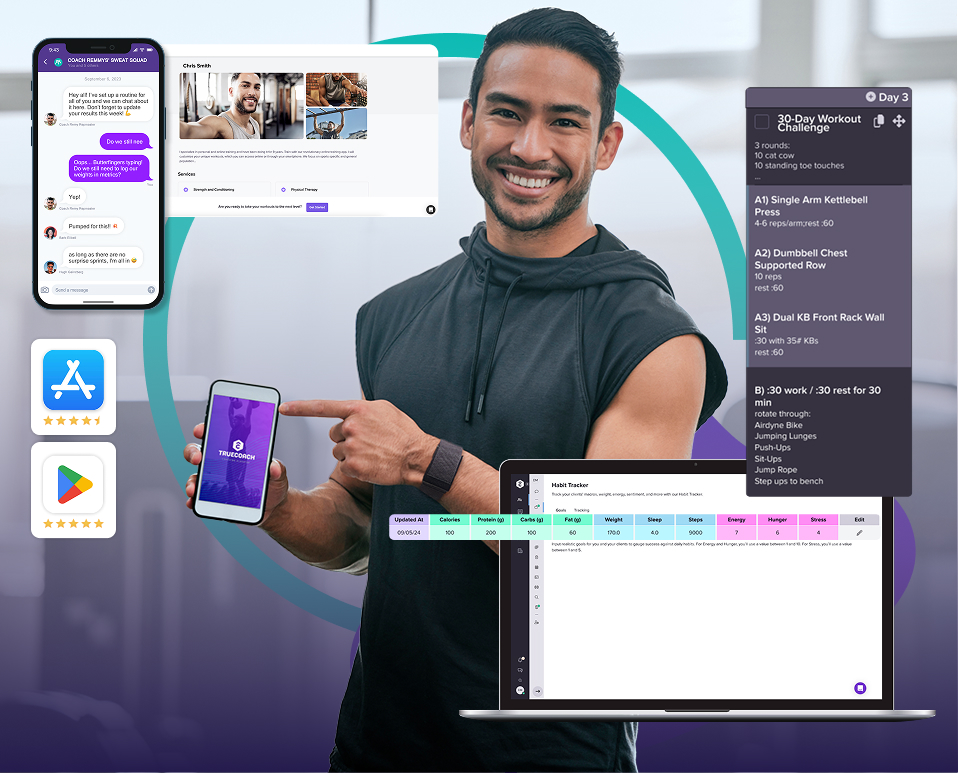 9:43
COACH REMMYS' SWEAT SQUAD
You and 5 others
September 9, 2023
Hey all! I've set up a routine for
all of you and we can chat about
it here. Don't forget to update
your results this week! 💪
Do we still nee
Oops... Butterfingers typing!
Do we still need to log our
weights in metrics?
You
Yep!
Pumped for this!!
as long as there are no
surprise sprints, I'm all in 😅
Send a message
Chris Smith
Services
Strength and Conditioning
Physical Therapy
Are you ready to take your workouts to the next level?
Get Started
Day 3
30-Day Workout
Challenge
3 rounds:
10 cat cow
10 standing toe touches
...
A1) Single Arm Kettlebell
Press
4-6 reps/arm;rest :60
A2) Dumbbell Chest
Supported Row
10 reps
rest :60
A3) Dual KB Front Rack Wall
Sit
:30 with 35# KBs
rest :60
B) :30 work / :30 rest for 30
min
rotate through:
Airdyne Bike
Jumping Lunges
Push-Ups
Sit-Ups
Jump Rope
Step ups to bench
TRUECOACH
Habit Tracker
Track your clients' macros, weight, energy, sentiment, and more with our Habit Tracker.
Goals Tracking
Updated At Calories Protein (g) Carbs (g) Fat (g) Weight Sleep Steps Energy Hunger Stress Edit
09/05/24 100 200 100 60 170.0 4.0 9000 7 6 4
Input realistic goals for you and your clients to gauge success against daily habits. For Energy and Hunger, you'll use a value between 1 and 10. For Stress, you'll use a value
between 1 and 5.